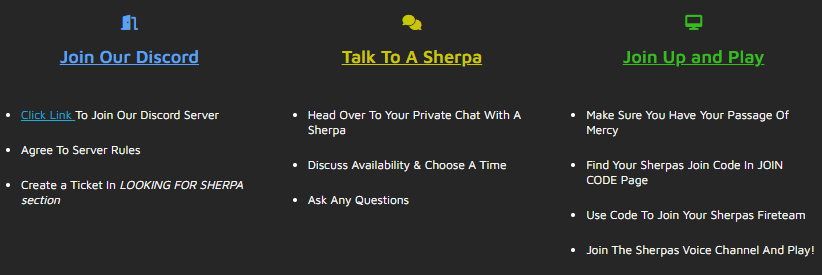 Join Our Discord
Click Link To Join Our Discord Server
Agree To Server Rules
Create a Ticket In LOOKING FOR SHERPA
section
Talk To A Sherpa
Head Over To Your Private Chat With A
Sherpa
Discuss Availability & Choose A Time
Ask Any Questions
Join Up and Play
Make Sure You Have Your Passage Of
Mercy
Find Your Sherpas Join Code In JOIN
CODE Page
Use Code To Join Your Sherpas Fireteam
Join The Sherpas Voice Channel And Play!